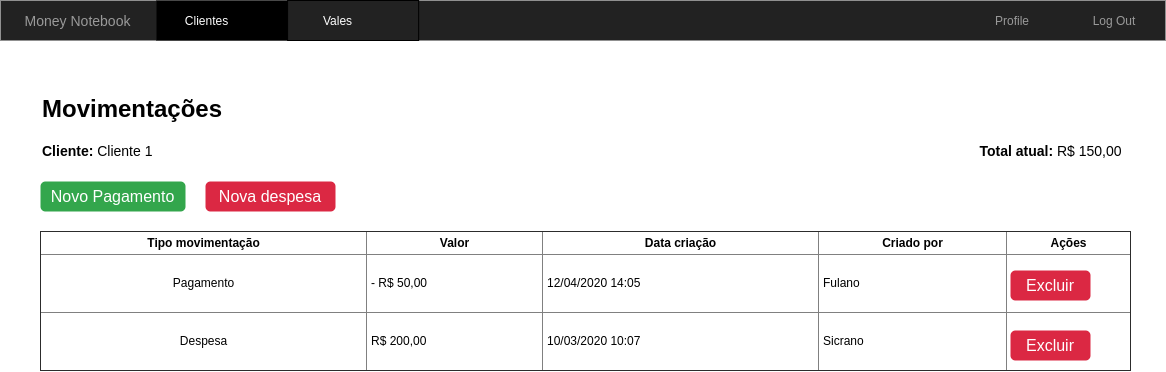 Money Notebook Clientes Vales Profile Log Out
Movimentações
Cliente: Cliente 1 Total atual: R$ 150,00
Novo Pagamento Nova despesa
Tipo movimentação Valor Data criação Criado por Ações
Pagamento - R$ 50,00 12/04/2020 14:05 Fulano Excluir
Despesa R$ 200,00 10/03/2020 10:07 Sicrano Excluir